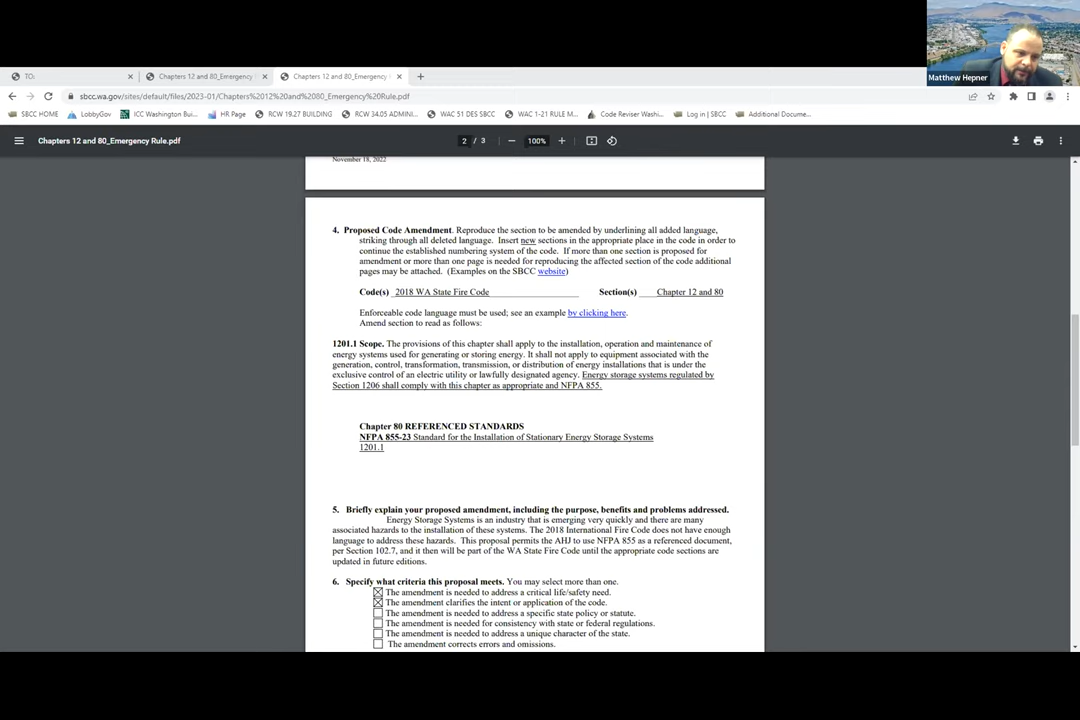 Matthew Hepner
TO:
Chapters 12 and 80_Emergency
Chapters 12 and 80_Emergency
sbcc.wa.gov/sites/default/files/2023-01/Chapters%2012%20and%2080_Emergency%20Rule.pdf
SBCC HOME LobbyGov ICC Washington Bui... HR Page RCW 19.27 BUILDING RCW 34.05 ADMINI... WAC 51 DES SBCC WAC 1-21 RULE M... Code Reviser Washi... Log in | SBCC Additional Docume...
Chapters 12 and 80_Emergency Rule.pdf 2 / 3 100%
November 18, 2022
4. Proposed Code Amendment. Reproduce the section to be amended by underlining all added language,
striking through all deleted language. Insert new sections in the appropriate place in the code in order to
continue the established numbering system of the code. If more than one section is proposed for
amendment or more than one page is needed for reproducing the affected section of the code additional
pages may be attached. (Examples on the SBCC website)
Code(s) 2018 WA State Fire Code Section(s) Chapter 12 and 80
Enforceable code language must be used; see an example by clicking here.
Amend section to read as follows:
1201.1 Scope. The provisions of this chapter shall apply to the installation, operation and maintenance of
energy systems used for generating or storing energy. It shall not apply to equipment associated with the
generation, control, transformation, transmission, or distribution of energy installations that is under the
exclusive control of an electric utility or lawfully designated agency. Energy storage systems regulated by
Section 1206 shall comply with this chapter as appropriate and NFPA 855.
Chapter 80 REFERENCED STANDARDS
NFPA 855-23 Standard for the Installation of Stationary Energy Storage Systems
1201.1
5. Briefly explain your proposed amendment, including the purpose, benefits and problems addressed.
Energy Storage Systems is an industry that is emerging very quickly and there are many
associated hazards to the installation of these systems. The 2018 International Fire Code does not have enough
language to address these hazards. This proposal permits the AHJ to use NFPA 855 as a referenced document,
per Section 102.7, and it then will be part of the WA State Fire Code until the appropriate code sections are
updated in future editions.
6. Specify what criteria this proposal meets. You may select more than one.
The amendment is needed to address a critical life/safety need.
The amendment clarifies the intent or application of the code.
The amendment is needed to address a specific state policy or statute.
The amendment is needed for consistency with state or federal regulations.
The amendment is needed to address a unique character of the state.
The amendment corrects errors and omissions.